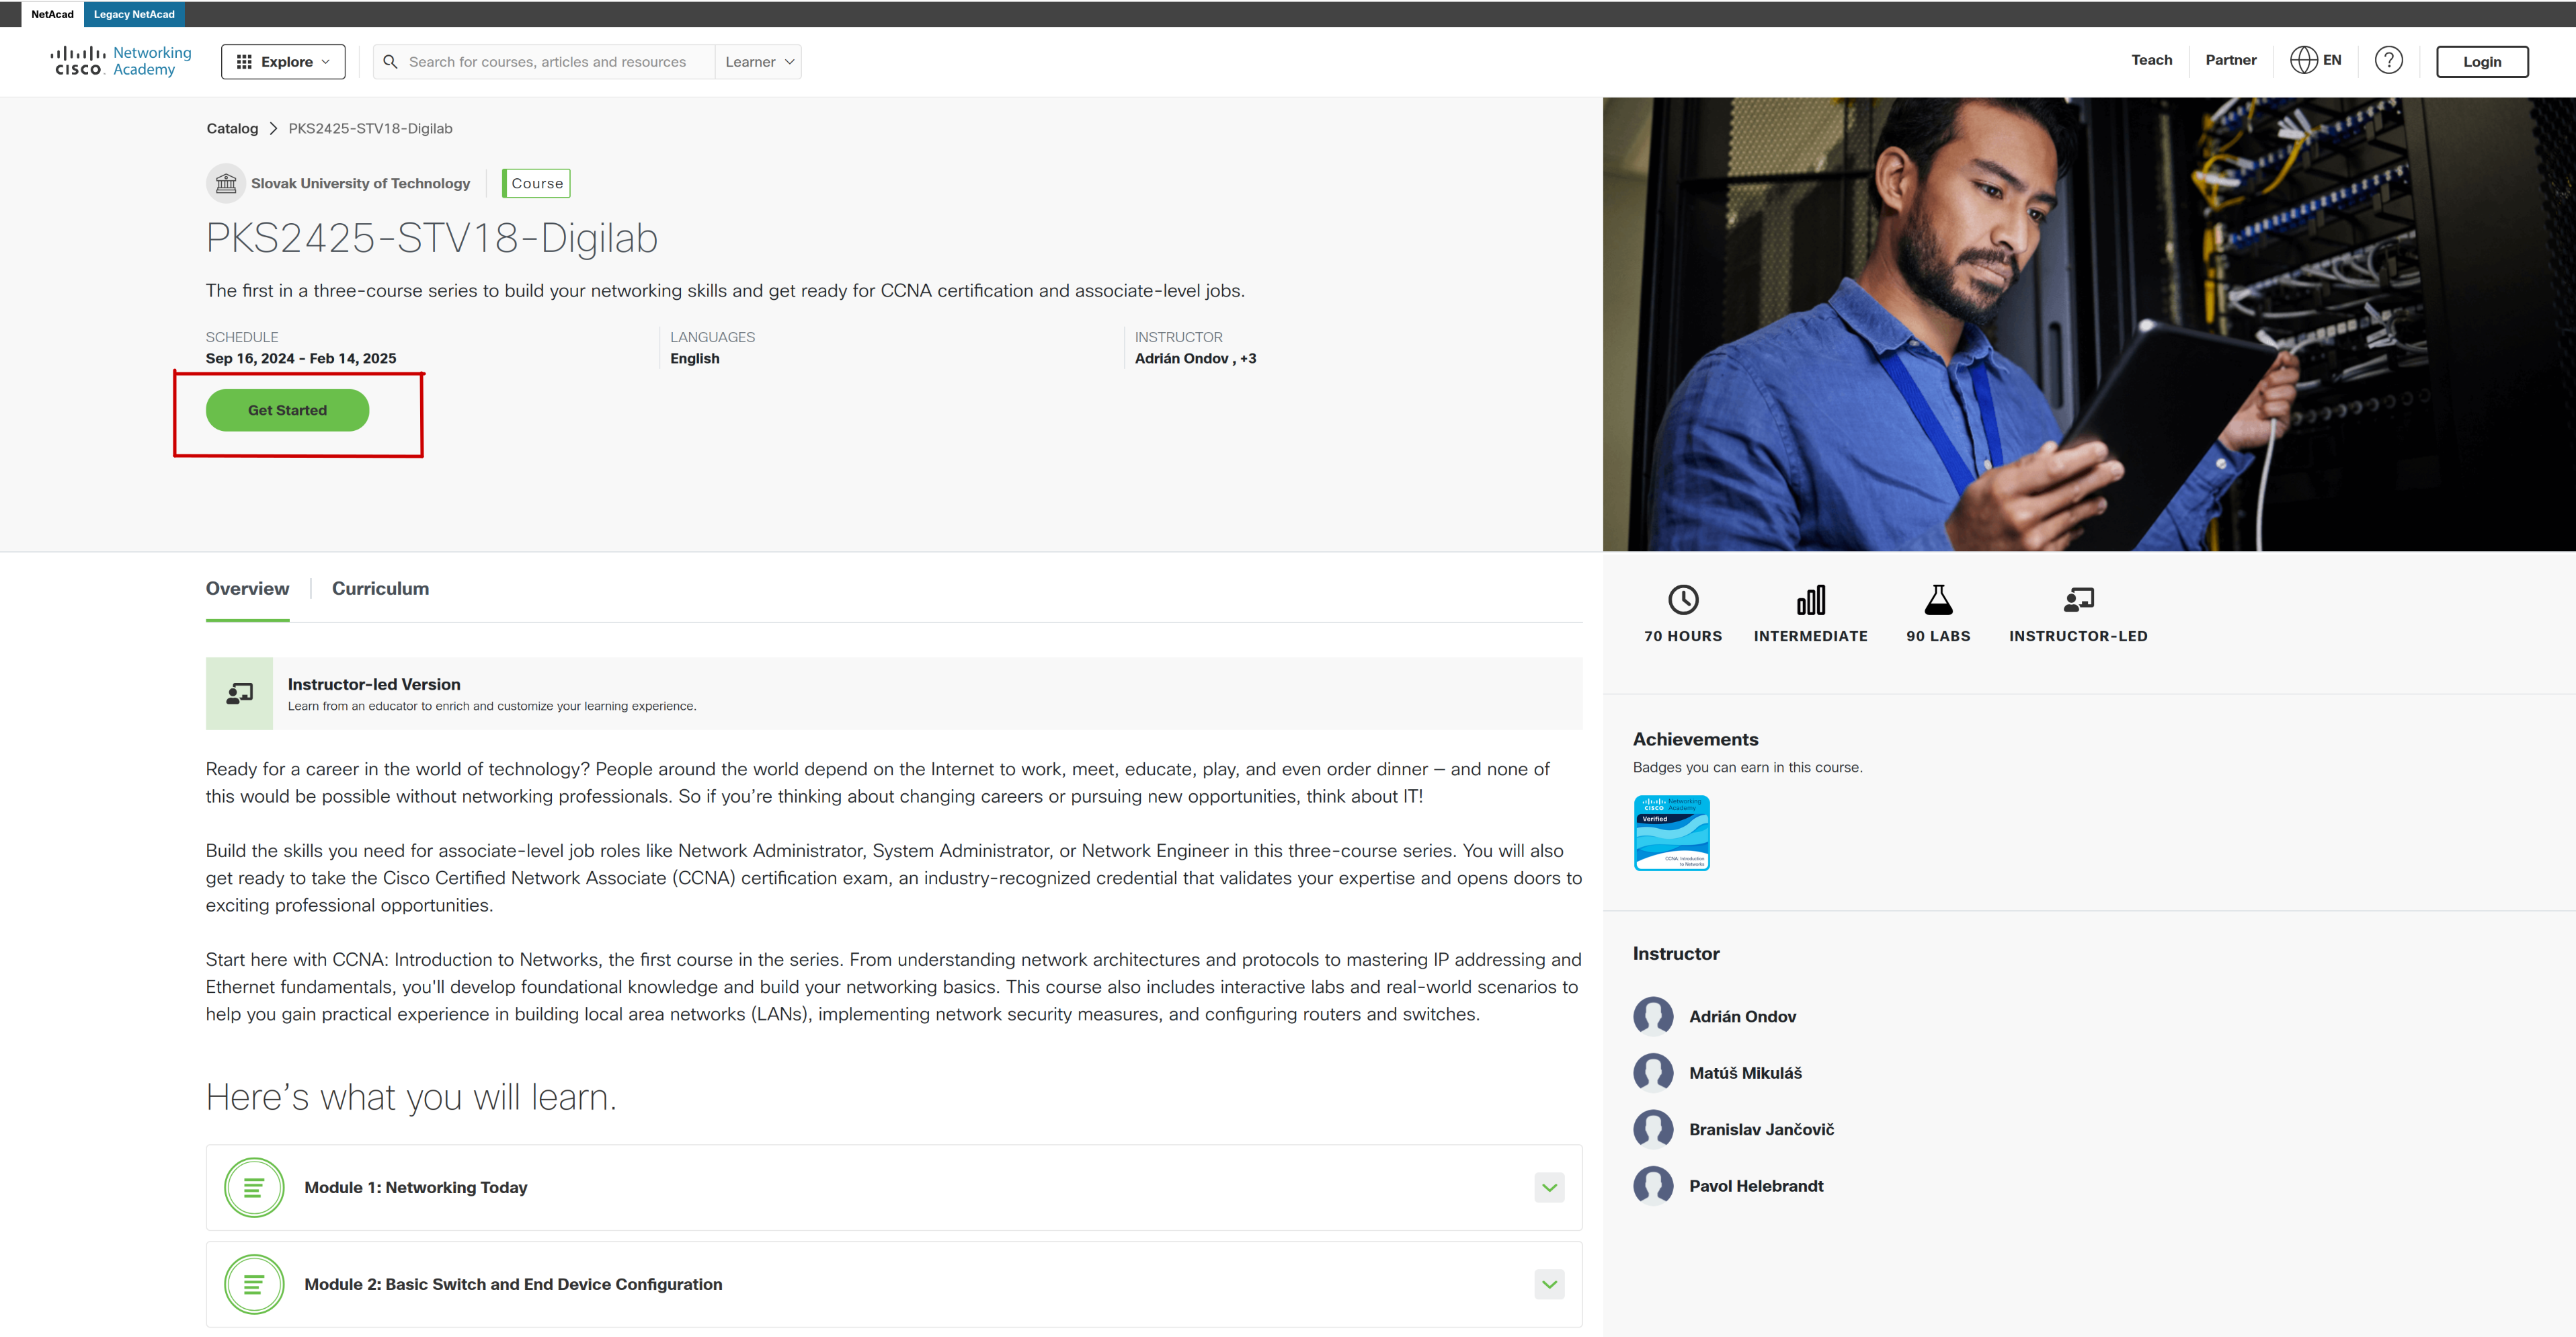 NetAcad
Legacy NetAcad
CISCO
Networking
Academy
Explore
Search for courses, articles and resources
Learner
Teach
Partner
EN
?
Login
Catalog > PKS2425-STV18-Digilab
Slovak University of Technology
Course
PKS2425-STV18-Digilab
The first in a three-course series to build your networking skills and get ready for CCNA certification and associate-level jobs.
SCHEDULE
Sep 16, 2024 - Feb 14, 2025
LANGUAGES
English
INSTRUCTOR
Adrián Ondov , +3
Get Started
Overview
Curriculum
Instructor-led Version
Learn from an educator to enrich and customize your learning experience.
Ready for a career in the world of technology? People around the world depend on the Internet to work, meet, educate, play, and even order dinner – and none of
this would be possible without networking professionals. So if you’re thinking about changing careers or pursuing new opportunities, think about IT!
Build the skills you need for associate-level job roles like Network Administrator, System Administrator, or Network Engineer in this three-course series. You will also
get ready to take the Cisco Certified Network Associate (CCNA) certification exam, an industry-recognized credential that validates your expertise and opens doors to
exciting professional opportunities.
Start here with CCNA: Introduction to Networks, the first course in the series. From understanding network architectures and protocols to mastering IP addressing and
Ethernet fundamentals, you'll develop foundational knowledge and build your networking basics. This course also includes interactive labs and real-world scenarios to
help you gain practical experience in building local area networks (LANs), implementing network security measures, and configuring routers and switches.
Here’s what you will learn.
Module 1: Networking Today
Module 2: Basic Switch and End Device Configuration
70 HOURS
INTERMEDIATE
90 LABS
INSTRUCTOR-LED
Achievements
Badges you can earn in this course.
CISCO
Networking
Academy
Verified
CCNA: Introduction
to Networks
Instructor
Adrián Ondov
Matúš Mikuláš
Branislav Jančovič
Pavol Helebrandt